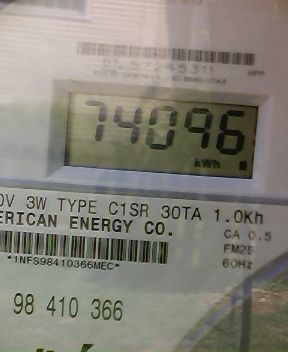 74096
kWh
0V 3W TYPE C1SR 30TA 1.0Kh
ERICAN ENERGY CO.
CA 0.5
FM2S
60Hz
*1NFS98410366MEC*
98 410 366